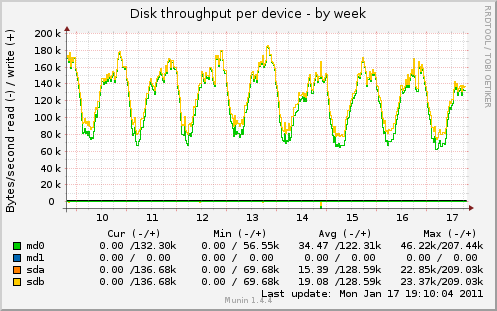 Disk throughput per device - by week
RRDTOOL / TOBI OETIKER
Bytes/second read (-) / write (+)
200 k
180 k
160 k
140 k
120 k
100 k
80 k
60 k
40 k
20 k
0
10 11 12 13 14 15 16 17
Cur (-/+) Min (-/+) Avg (-/+) Max (-/+)
md0 0.00 /132.30k 0.00 / 56.55k 34.47 /122.31k 46.22k/207.44k
md1 0.00 / 0.00 0.00 / 0.00 0.00 / 0.00 0.00 / 0.00
sda 0.00 /136.68k 0.00 / 69.68k 15.39 /128.59k 22.85k/209.03k
sdb 0.00 /136.68k 0.00 / 69.68k 19.08 /128.59k 23.37k/209.03k
Last update: Mon Jan 17 19:10:04 2011
Munin 1.4.4